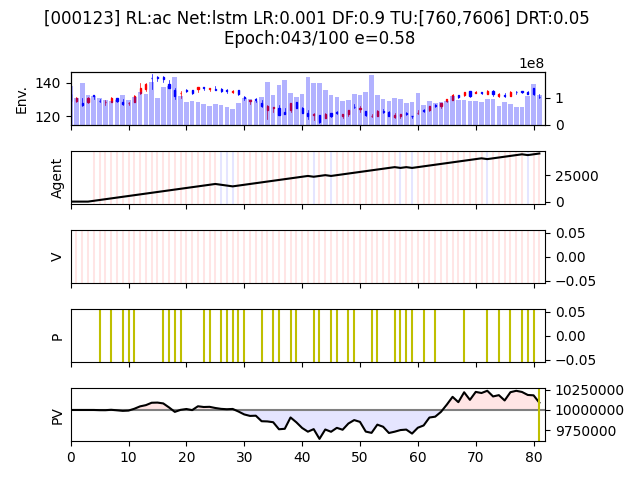 [000123] RL:ac Net:lstm LR:0.001 DF:0.9 TU:[760,7606] DRT:0.05
Epoch:043/100 e=0.58
1e8
Env.
140
120
1
0
Agent
25000
0
V
0.05
0.00
−0.05
P
0.05
0.00
−0.05
PV
10250000
10000000
9750000
0 10 20 30 40 50 60 70 80